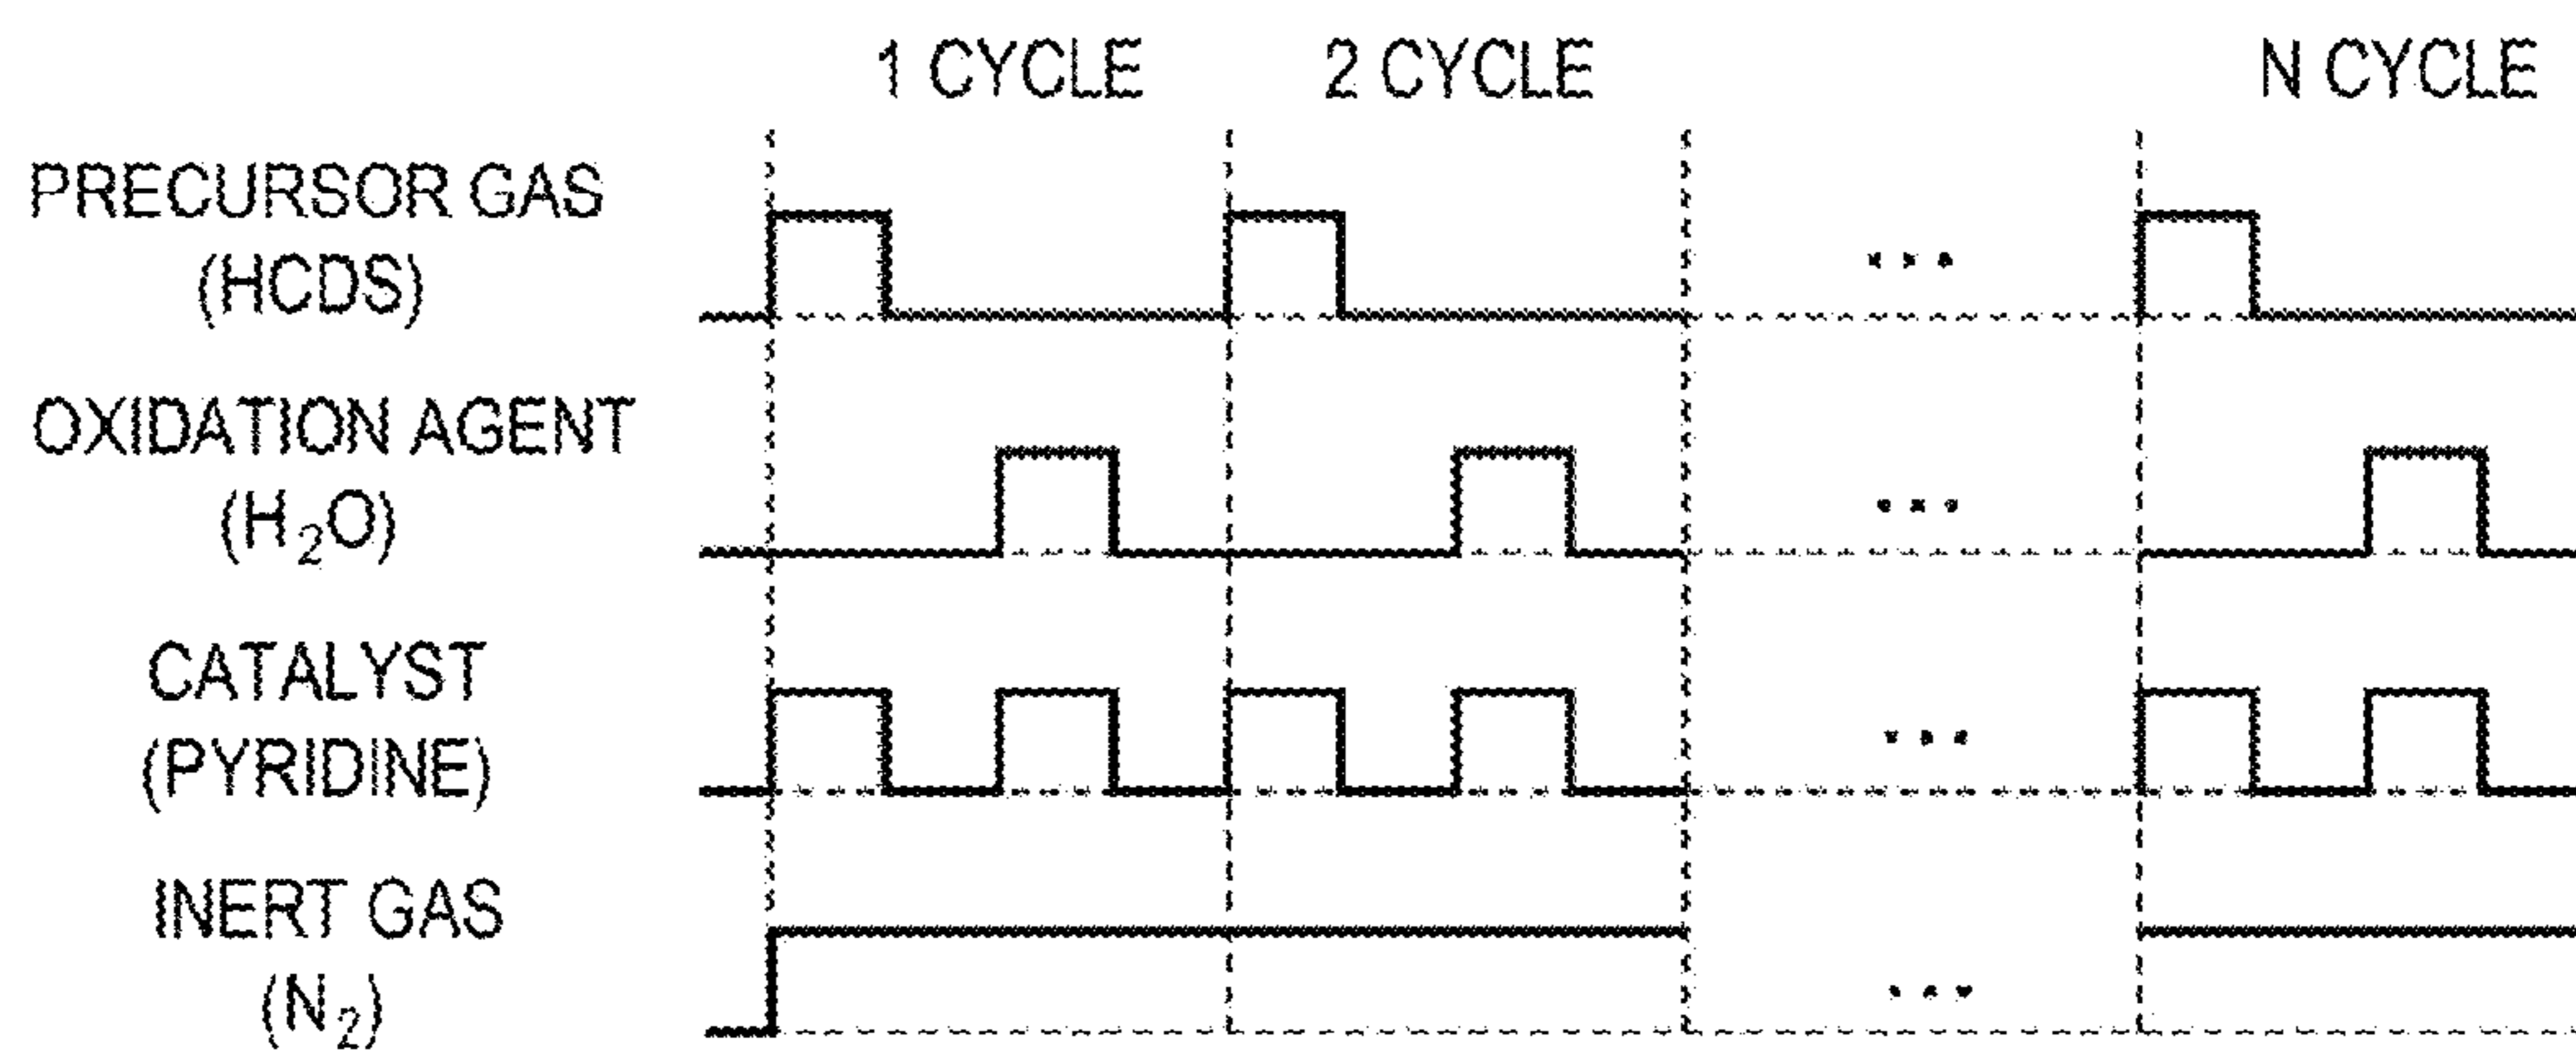 1 CYCLE 2 CYCLE N CYCLE
PRECURSOR GAS
(HCDS)
...
OXIDATION AGENT
(H₂O)
...
CATALYST
(PYRIDINE)
...
INERT GAS
(N₂)
...